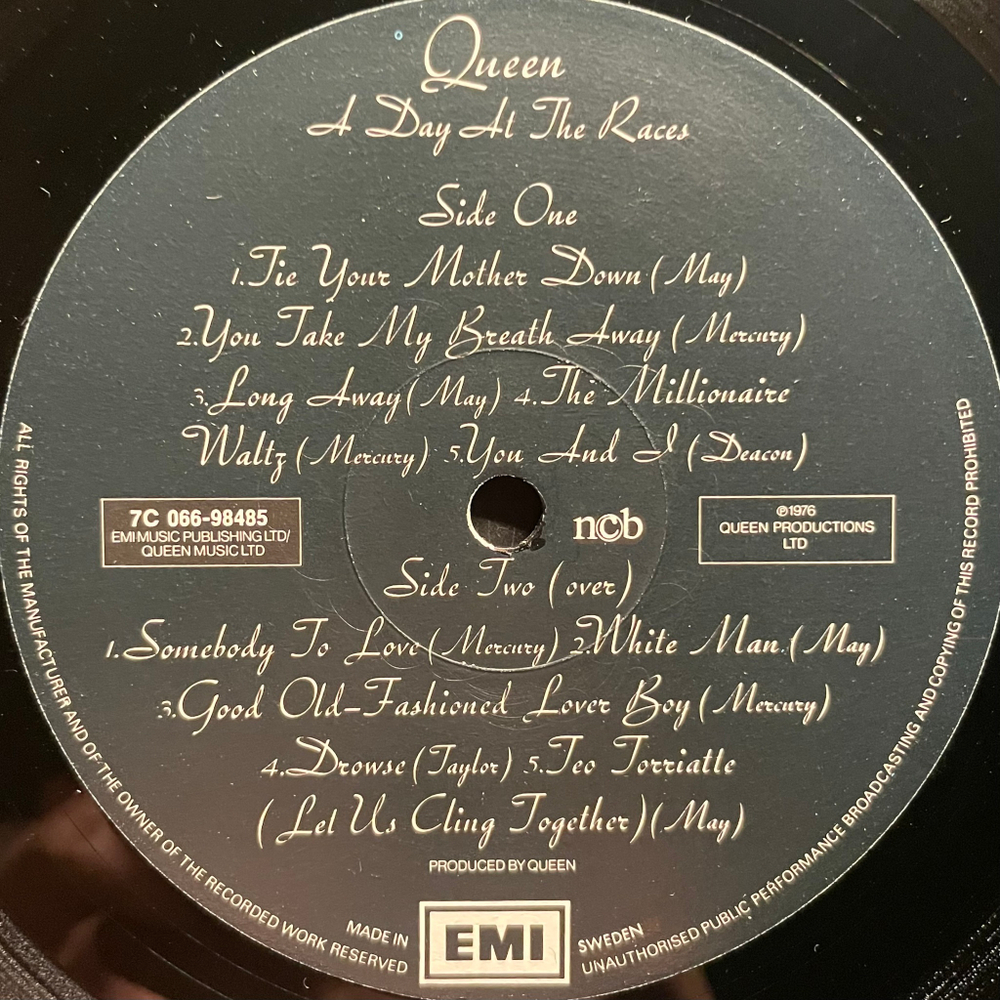 Queen
A Day At The Races
Side One
1. Tie Your Mother Down (May)
2. You Take My Breath Away (Mercury)
3. Long Away (May) 4. The Millionaire
Waltz (Mercury) 5. You And I (Deacon)
7C 066-98485
EMI MUSIC PUBLISHING LTD/
QUEEN MUSIC LTD
ncb
℗1976
QUEEN PRODUCTIONS
LTD
Side Two (over)
1. Somebody To Love (Mercury) 2. White Man. (May)
3. Good Old-Fashioned Lover Boy (Mercury)
4. Drowse (Taylor) 5. Teo Torriatte
(Let Us Cling Together) (May)
PRODUCED BY QUEEN
MADE IN
EMI
SWEDEN
ALL RIGHTS OF THE MANUFACTURER AND OF THE OWNER OF THE RECORDED WORK RESERVED
UNAUTHORISED PUBLIC PERFORMANCE BROADCASTING AND COPYING OF THIS RECORD PROHIBITED